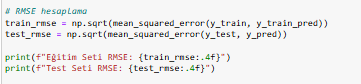 # RMSE hesaplama
train_rmse = np.sqrt(mean_squared_error(y_train, y_train_pred))
test_rmse = np.sqrt(mean_squared_error(y_test, y_pred))
print(f"Eğitim Seti RMSE: {train_rmse:.4f}")
print(f"Test Seti RMSE: {test_rmse:.4f}")